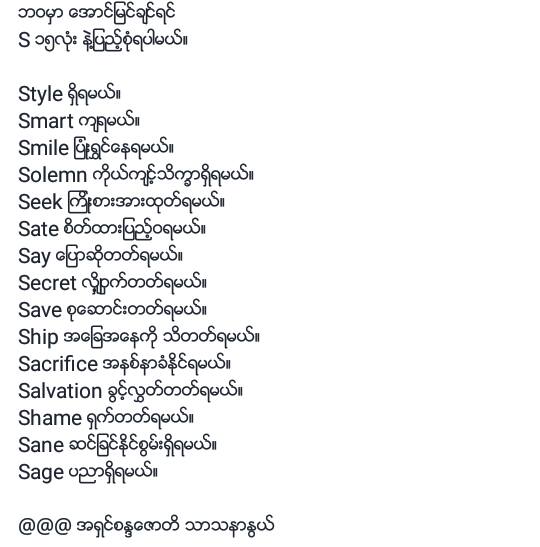 ဘဝမှာ အောင်မြင်ချင်ရင်
S ၁၅လုံး နဲ့ပြည့်စုံရပါမယ်။
Style ရှိရမယ်။
Smart ကျရမယ်။
Smile ပြုံးရွှင်နေရမယ်။
Solemn ကိုယ်ကျင့်သိက္ခာရှိရမယ်။
Seek ကြိုးစားအားထုတ်ရမယ်။
Sate စိတ်ထားပြည့်ဝရမယ်။
Say ပြောဆိုတတ်ရမယ်။
Secret လျှို့ဝှက်တတ်ရမယ်။
Save စုဆောင်းတတ်ရမယ်။
Ship အခြေအနေကို သိတတ်ရမယ်။
Sacrifice အနစ်နာခံနိုင်ရမယ်။
Salvation ခွင့်လွှတ်တတ်ရမယ်။
Shame ရှက်တတ်ရမယ်။
Sane ဆင်ခြင်နိုင်စွမ်းရှိရမယ်။
Sage ပညာရှိရမယ်။
@@@ အရှင်စန္ဒဇောတိ သာသနာနွယ်